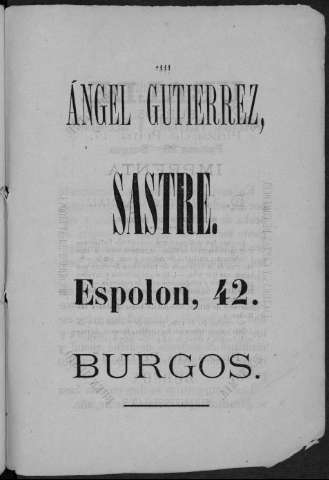 ÁNGEL GUTIERREZ,
SASTRE.
Espolon, 42.
BURGOS.